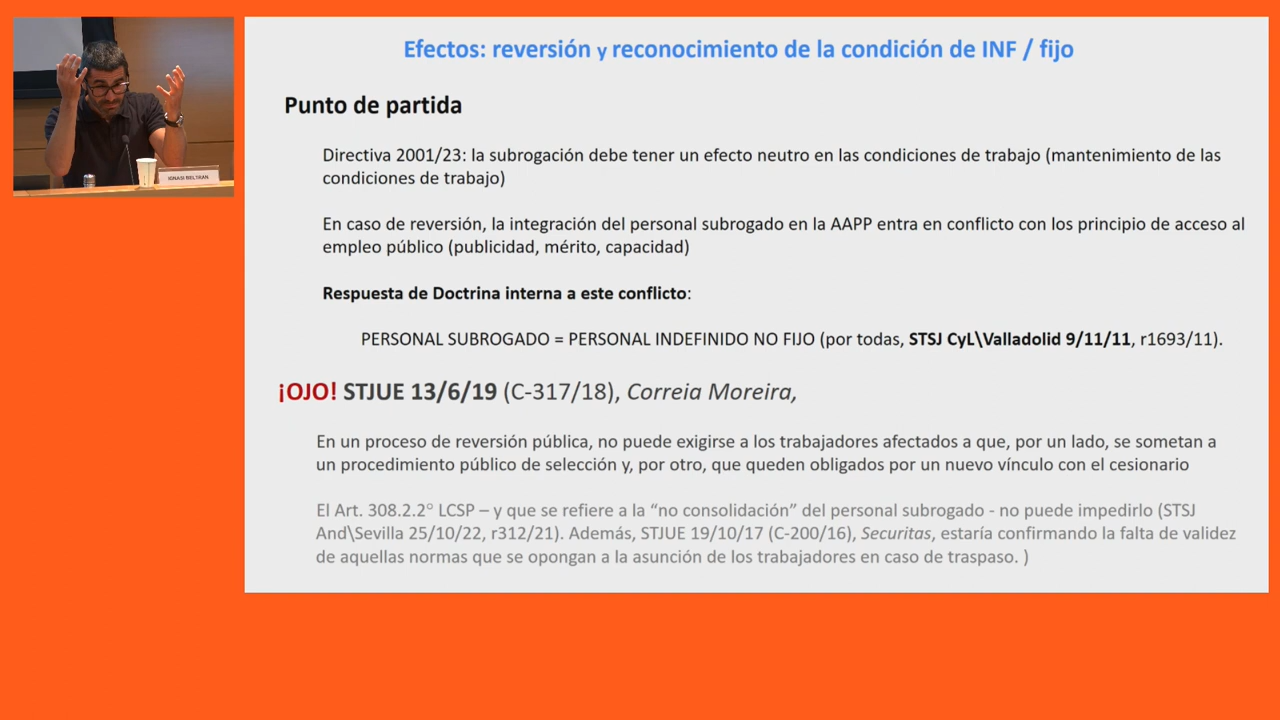 Efectos: reversión y reconocimiento de la condición de INF / fijo
Punto de partida
Directiva 2001/23: la subrogación debe tener un efecto neutro en las condiciones de trabajo (mantenimiento de las
condiciones de trabajo)
En caso de reversión, la integración del personal subrogado en la AAPP entra en conflicto con los principio de acceso al
empleo público (publicidad, mérito, capacidad)
Respuesta de Doctrina interna a este conflicto:
PERSONAL SUBROGADO = PERSONAL INDEFINIDO NO FIJO (por todas, STSJ CyL\Valladolid 9/11/11, r1693/11).
¡OJO! STJUE 13/6/19 (C-317/18), Correia Moreira,
En un proceso de reversión pública, no puede exigirse a los trabajadores afectados a que, por un lado, se sometan a
un procedimiento público de selección y, por otro, que queden obligados por un nuevo vínculo con el cesionario
El Art. 308.2.2° LCSP – y que se refiere a la “no consolidación” del personal subrogado - no puede impedirlo (STSJ
And\Sevilla 25/10/22, r312/21). Además, STJUE 19/10/17 (C-200/16), Securitas, estaría confirmando la falta de validez
de aquellas normas que se opongan a la asunción de los trabajadores en caso de traspaso. )
IGNASI BELTRAN